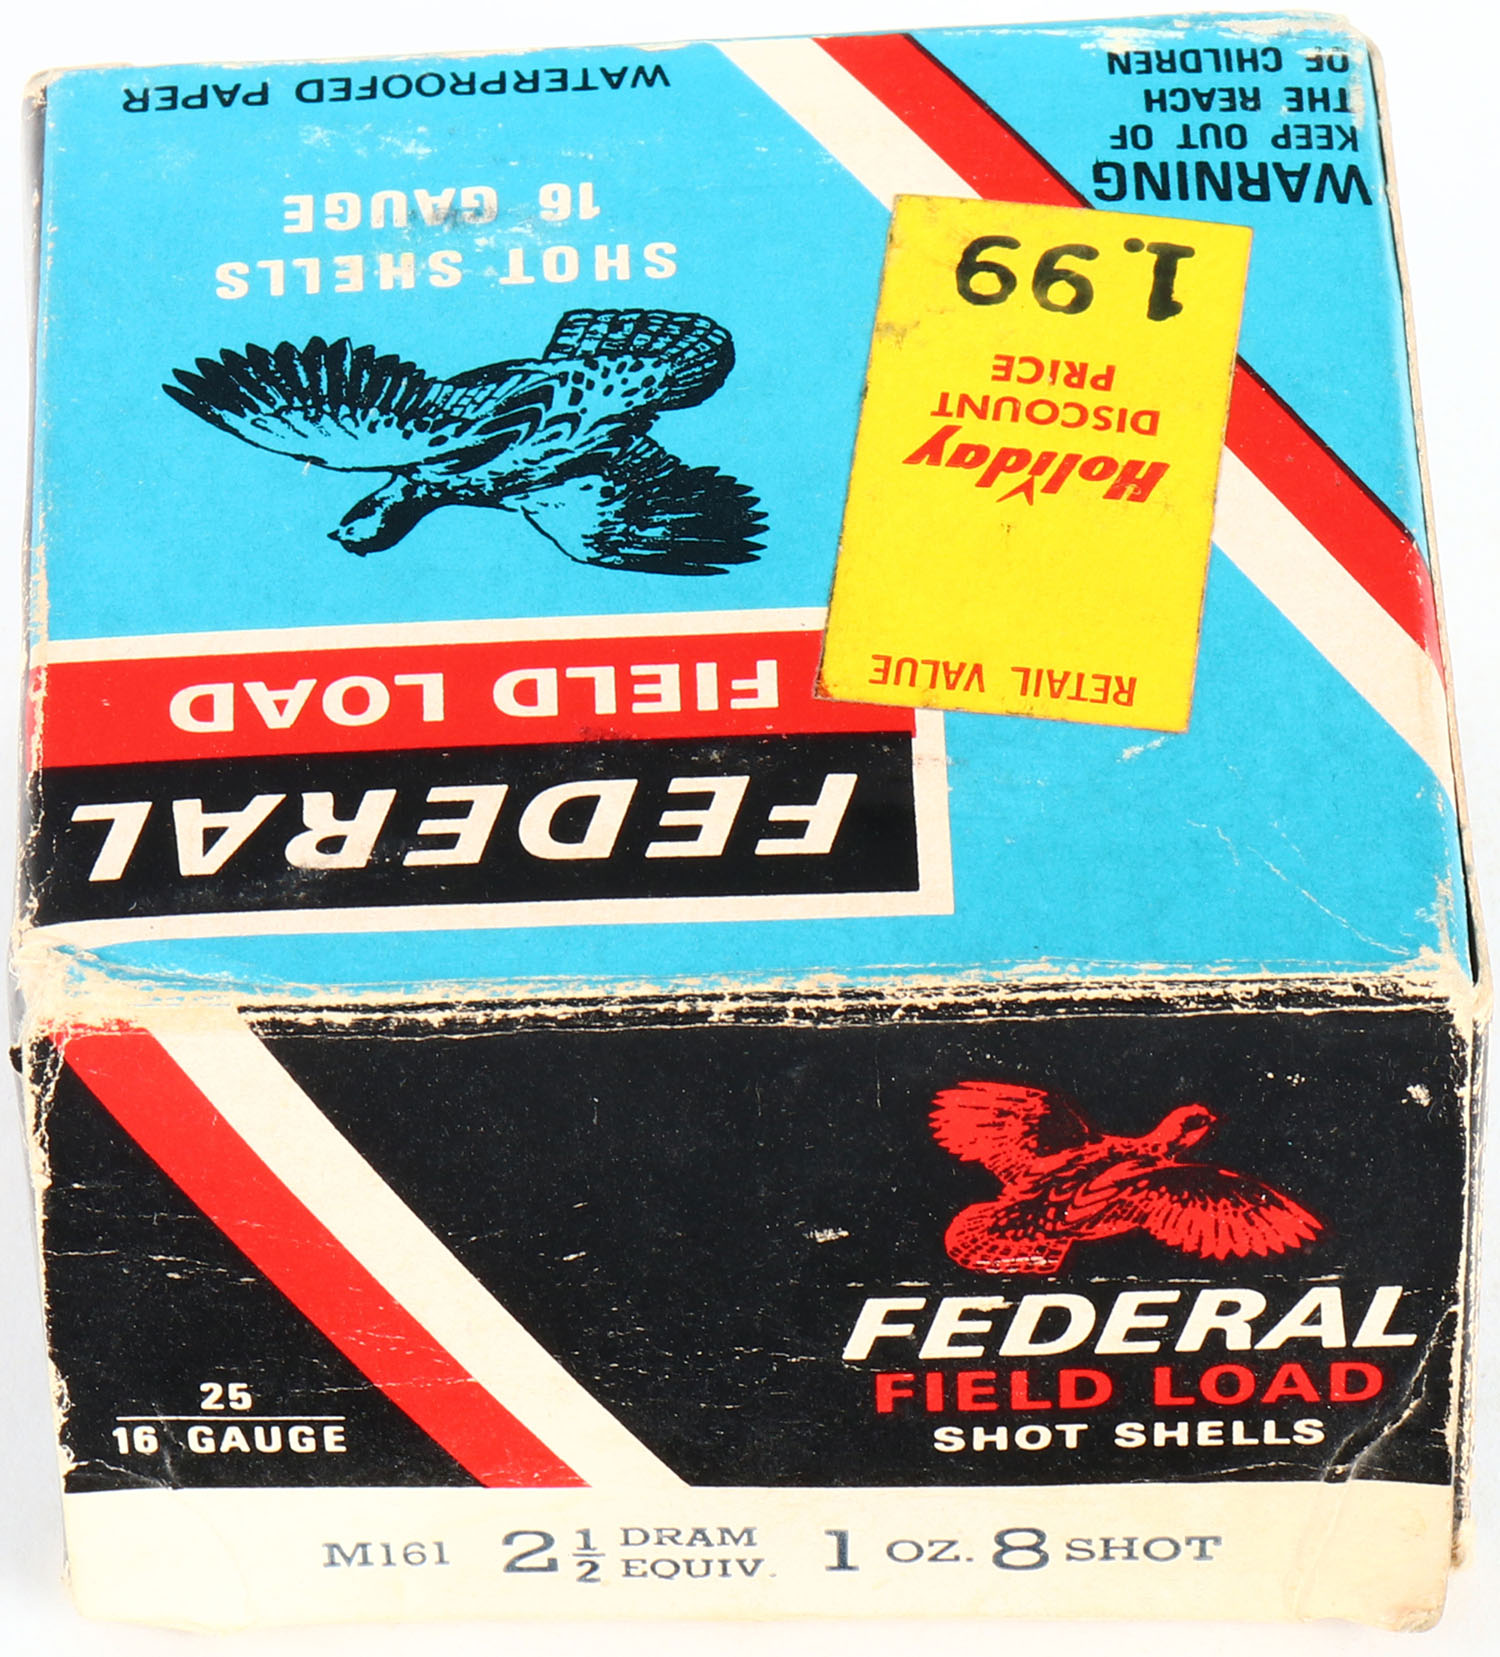 FEDERAL
FIELD LOAD
SHOT SHELLS
16 GAUGE
WATERPROOFED PAPER
RETAIL VALUE
Holiday
DISCOUNT
PRICE
1.99
WARNING
KEEP OUT OF
THE REACH
OF CHILDREN
FEDERAL
FIELD LOAD
SHOT SHELLS
25
16 GAUGE
M161 2 1/2 DRAM EQUIV. 1 OZ. 8 SHOT